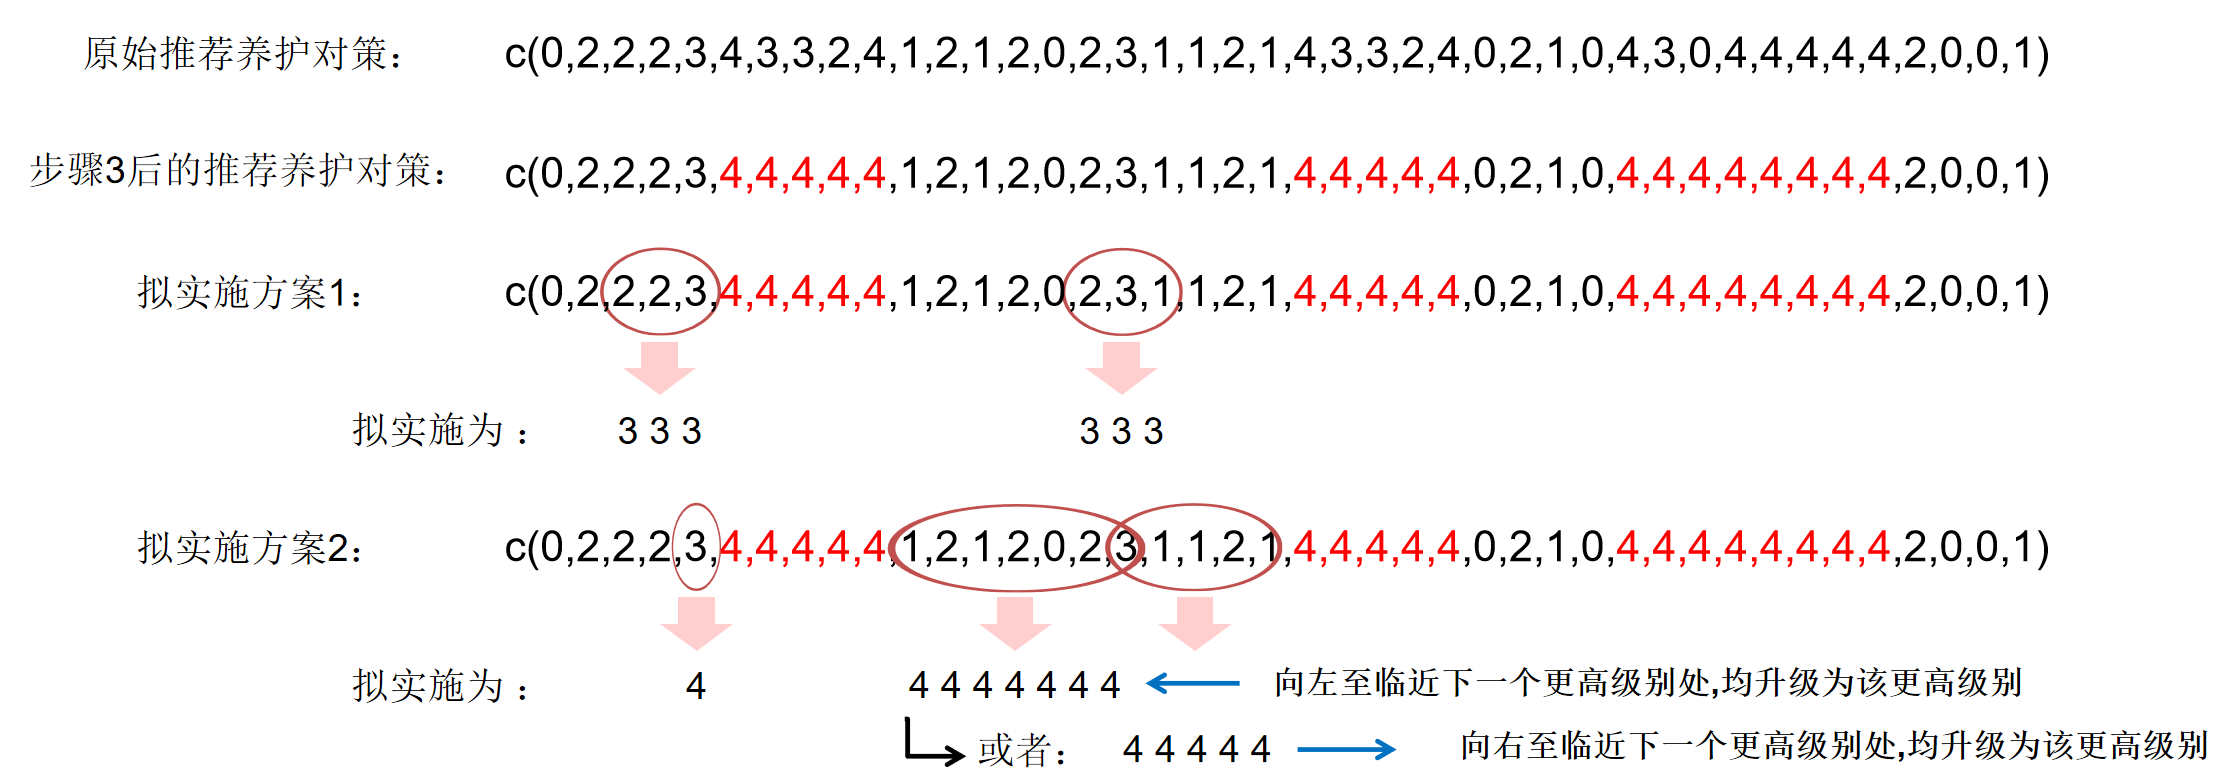 原始推荐养护对策： c(0,2,2,2,3,4,3,3,2,4,1,2,1,2,0,2,3,1,1,2,1,4,3,3,2,4,0,2,1,0,4,3,0,4,4,4,4,4,2,0,0,1)
步骤3后的推荐养护对策： c(0,2,2,2,3,4,4,4,4,4,1,2,1,2,0,2,3,1,1,2,1,4,4,4,4,4,0,2,1,0,4,4,4,4,4,4,4,4,2,0,0,1)
拟实施方案1： c(0,2,2,2,3,4,4,4,4,4,1,2,1,2,0,2,3,1,1,2,1,4,4,4,4,4,0,2,1,0,4,4,4,4,4,4,4,4,2,0,0,1)
拟实施为： 3 3 3 3 3 3
拟实施方案2： c(0,2,2,2,3,4,4,4,4,4,1,2,1,2,0,2,3,1,1,2,1,4,4,4,4,4,0,2,1,0,4,4,4,4,4,4,4,4,2,0,0,1)
拟实施为： 4 4 4 4 4 4 4 4 向左至临近下一个更高级别处,均升级为该更高级别
或者： 4 4 4 4 4 向右至临近下一个更高级别处,均升级为该更高级别